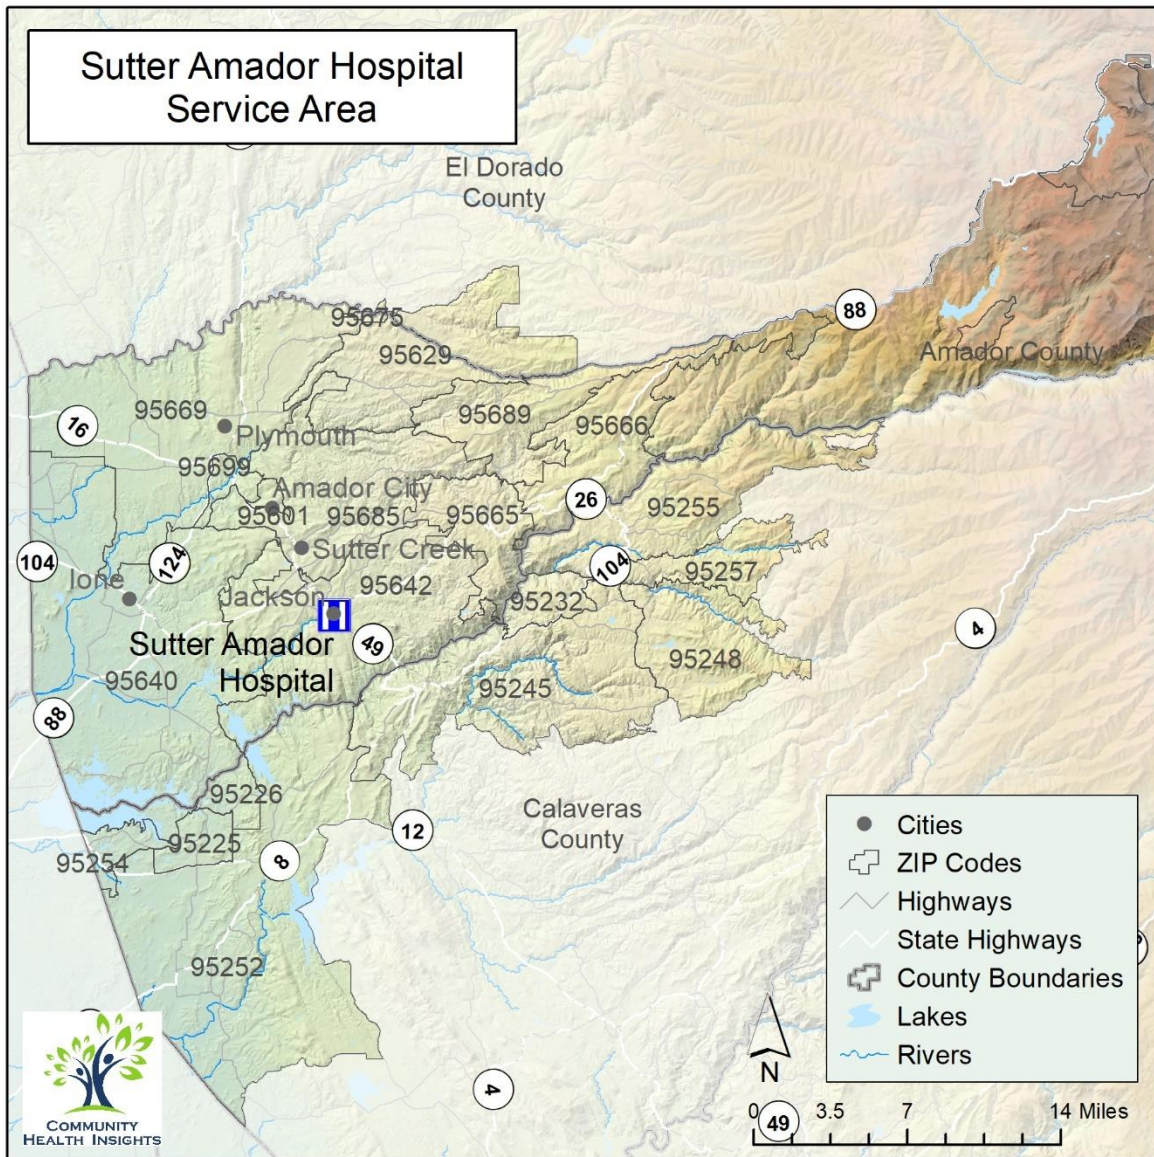 Sutter Amador Hospital
Service Area
El Dorado
County
88
95675
95629
Amador County
95669
16
Plymouth
95689
95666
95699
Amador City
26
95601
95685
95665
95255
104
124
Sutter Creek
104
95257
Ione
95642
Jackson
95232
4
Sutter Amador
Hospital
49
95248
95640
95245
88
95226
Calaveras
County
12
95225
95254
8
95252
4
Cities
ZIP Codes
Highways
State Highways
County Boundaries
Lakes
Rivers
N
0 3.5 7 14 Miles
49
COMMUNITY
HEALTH INSIGHTS